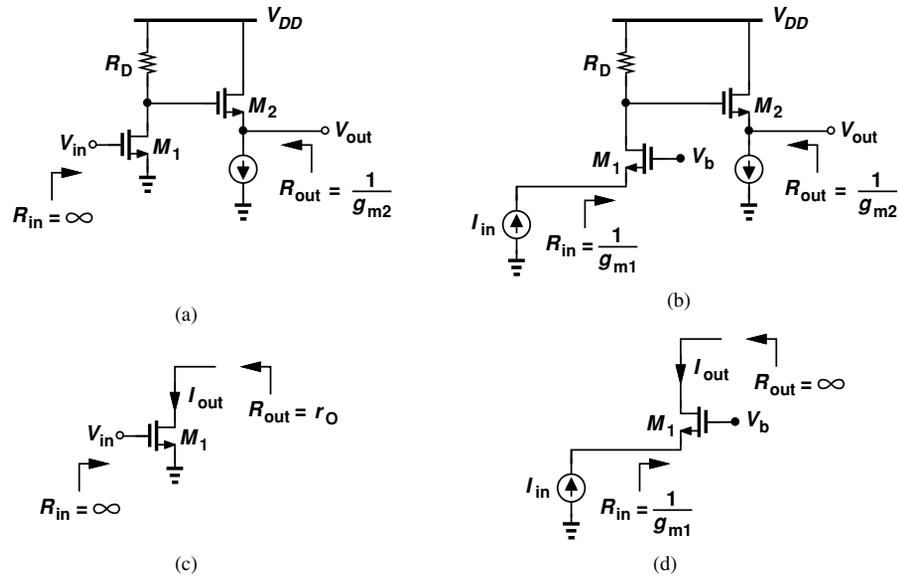 V_DD
R_D
M_2
V_in
M_1
V_out
R_in = ∞
R_out = 1/g_m2
(a)
V_DD
R_D
M_2
M_1
V_b
V_out
I_in
R_in = 1/g_m1
R_out = 1/g_m2
(b)
I_out
R_out = r_O
V_in
M_1
R_in = ∞
(c)
I_out
R_out = ∞
M_1
V_b
I_in
R_in = 1/g_m1
(d)